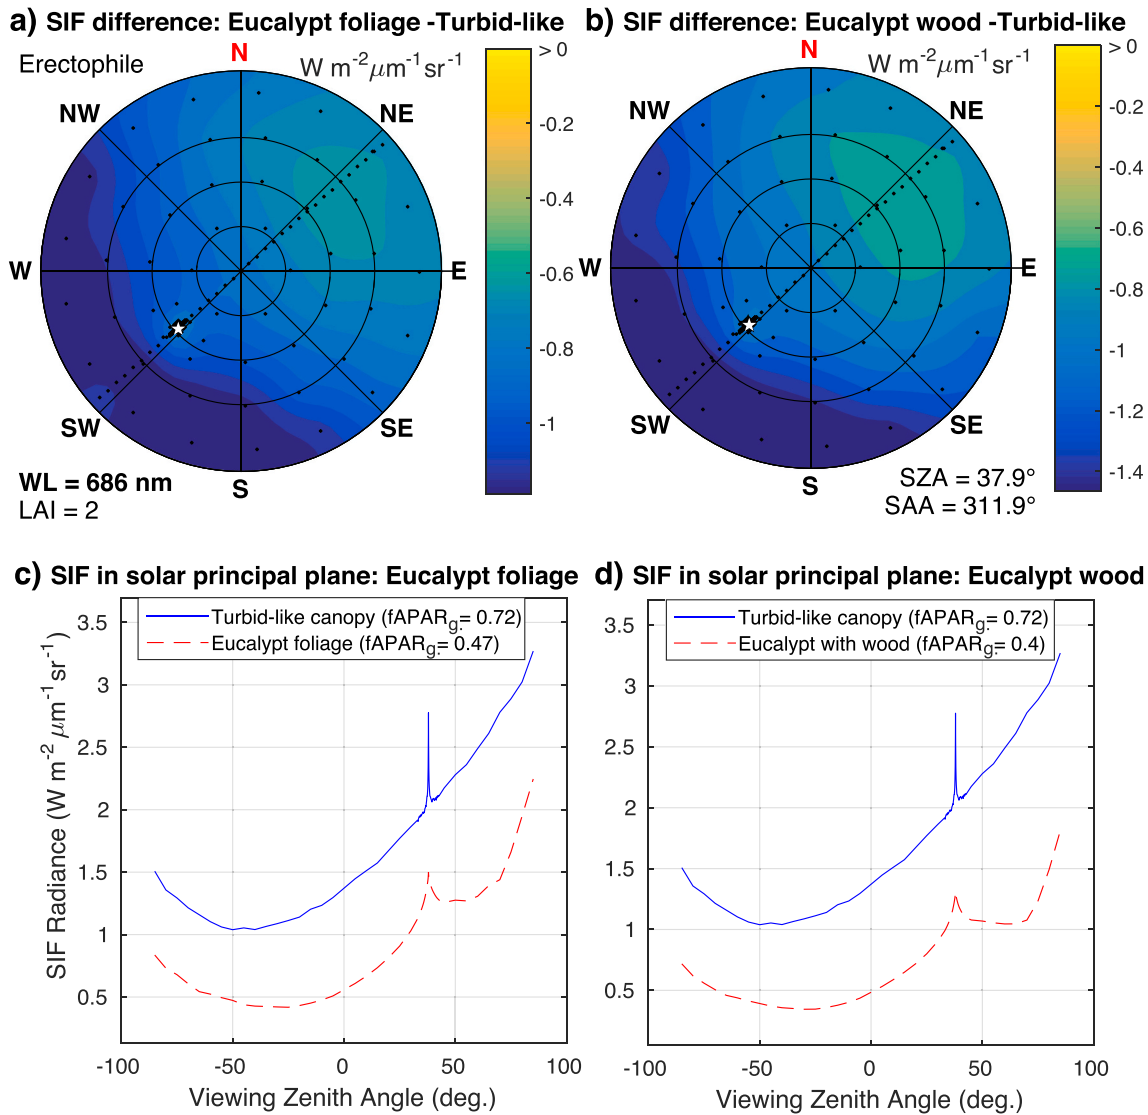 a) SIF difference: Eucalypt foliage -Turbid-like
Erectophile
N
W m-2μm-1sr-1
NW
NE
W
E
SW
SE
S
WL = 686 nm
LAI = 2
> 0
-0.2
-0.4
-0.6
-0.8
-1
b) SIF difference: Eucalypt wood -Turbid-like
N
W m-2μm-1sr-1
NW
NE
W
E
SW
SE
S
SZA = 37.9°
SAA = 311.9°
> 0
-0.2
-0.4
-0.6
-0.8
-1
-1.2
-1.4
c) SIF in solar principal plane: Eucalypt foliage
Turbid-like canopy (fAPARg= 0.72)
Eucalypt foliage (fAPARg= 0.47)
SIF Radiance (W m-2 μm-1 sr-1)
3.5
3
2.5
2
1.5
1
0.5
-100
-50
0
50
100
Viewing Zenith Angle (deg.)
d) SIF in solar principal plane: Eucalypt wood
Turbid-like canopy (fAPARg= 0.72)
Eucalypt with wood (fAPARg= 0.4)
3.5
3
2.5
2
1.5
1
0.5
-100
-50
0
50
100
Viewing Zenith Angle (deg.)